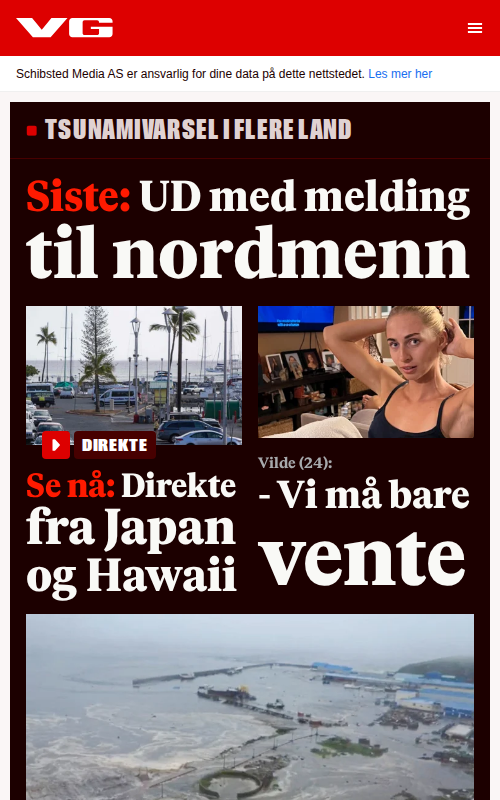 VG
Schibsted Media AS er ansvarlig for dine data på dette nettstedet. Les mer her
TSUNAMIVARSEL I FLERE LAND
Siste: UD med melding
til nordmenn
DIREKTE
Se nå: Direkte
fra Japan
og Hawaii
Vilde (24):
- Vi må bare
vente